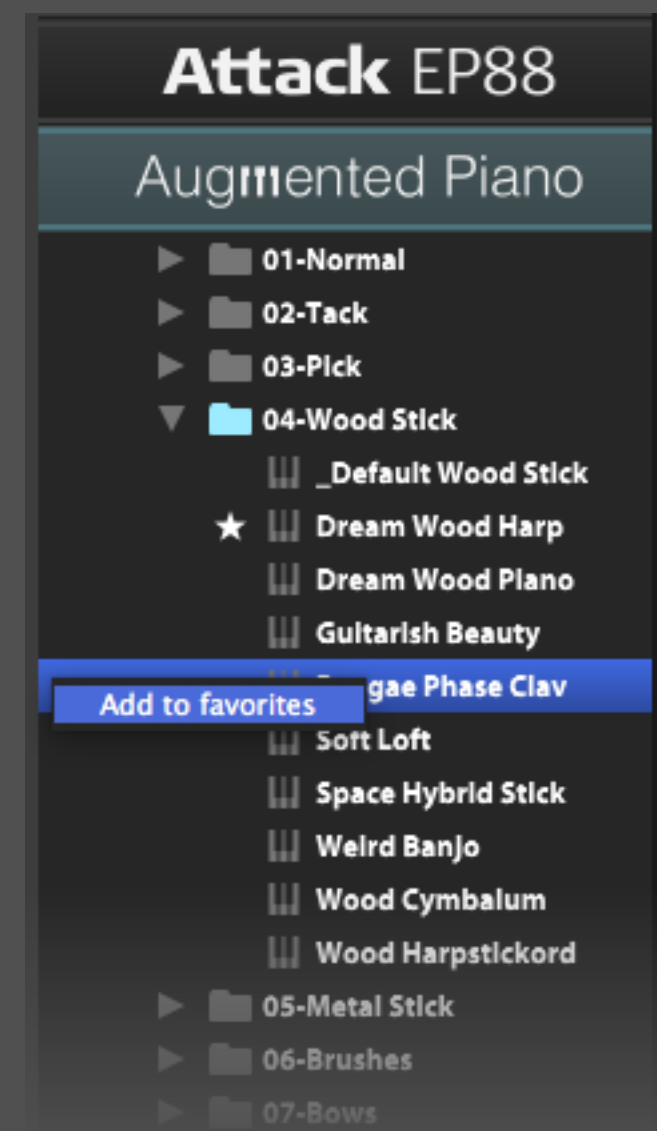 Attack EP88
Augmented Piano
01-Normal
02-Tack
03-Pick
04-Wood Stick
_Default Wood Stick
Dream Wood Harp
Dream Wood Piano
Guitarish Beauty
Phase Clav
Add to favorites
Soft Loft
Space Hybrid Stick
Weird Banjo
Wood Cymbalum
Wood Harpstickord
05-Metal Stick
06-Brushes
07-Bows